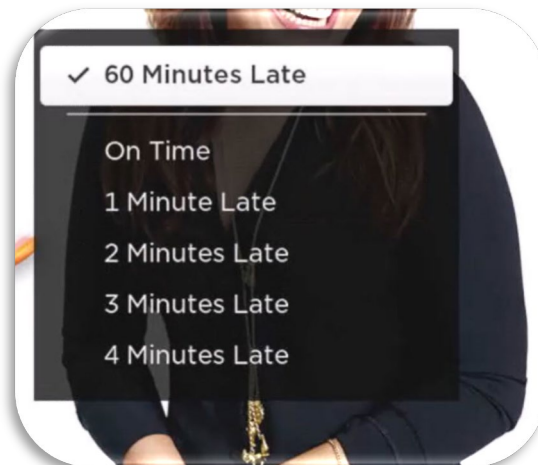 60 Minutes Late
On Time
1 Minute Late
2 Minutes Late
3 Minutes Late
4 Minutes Late